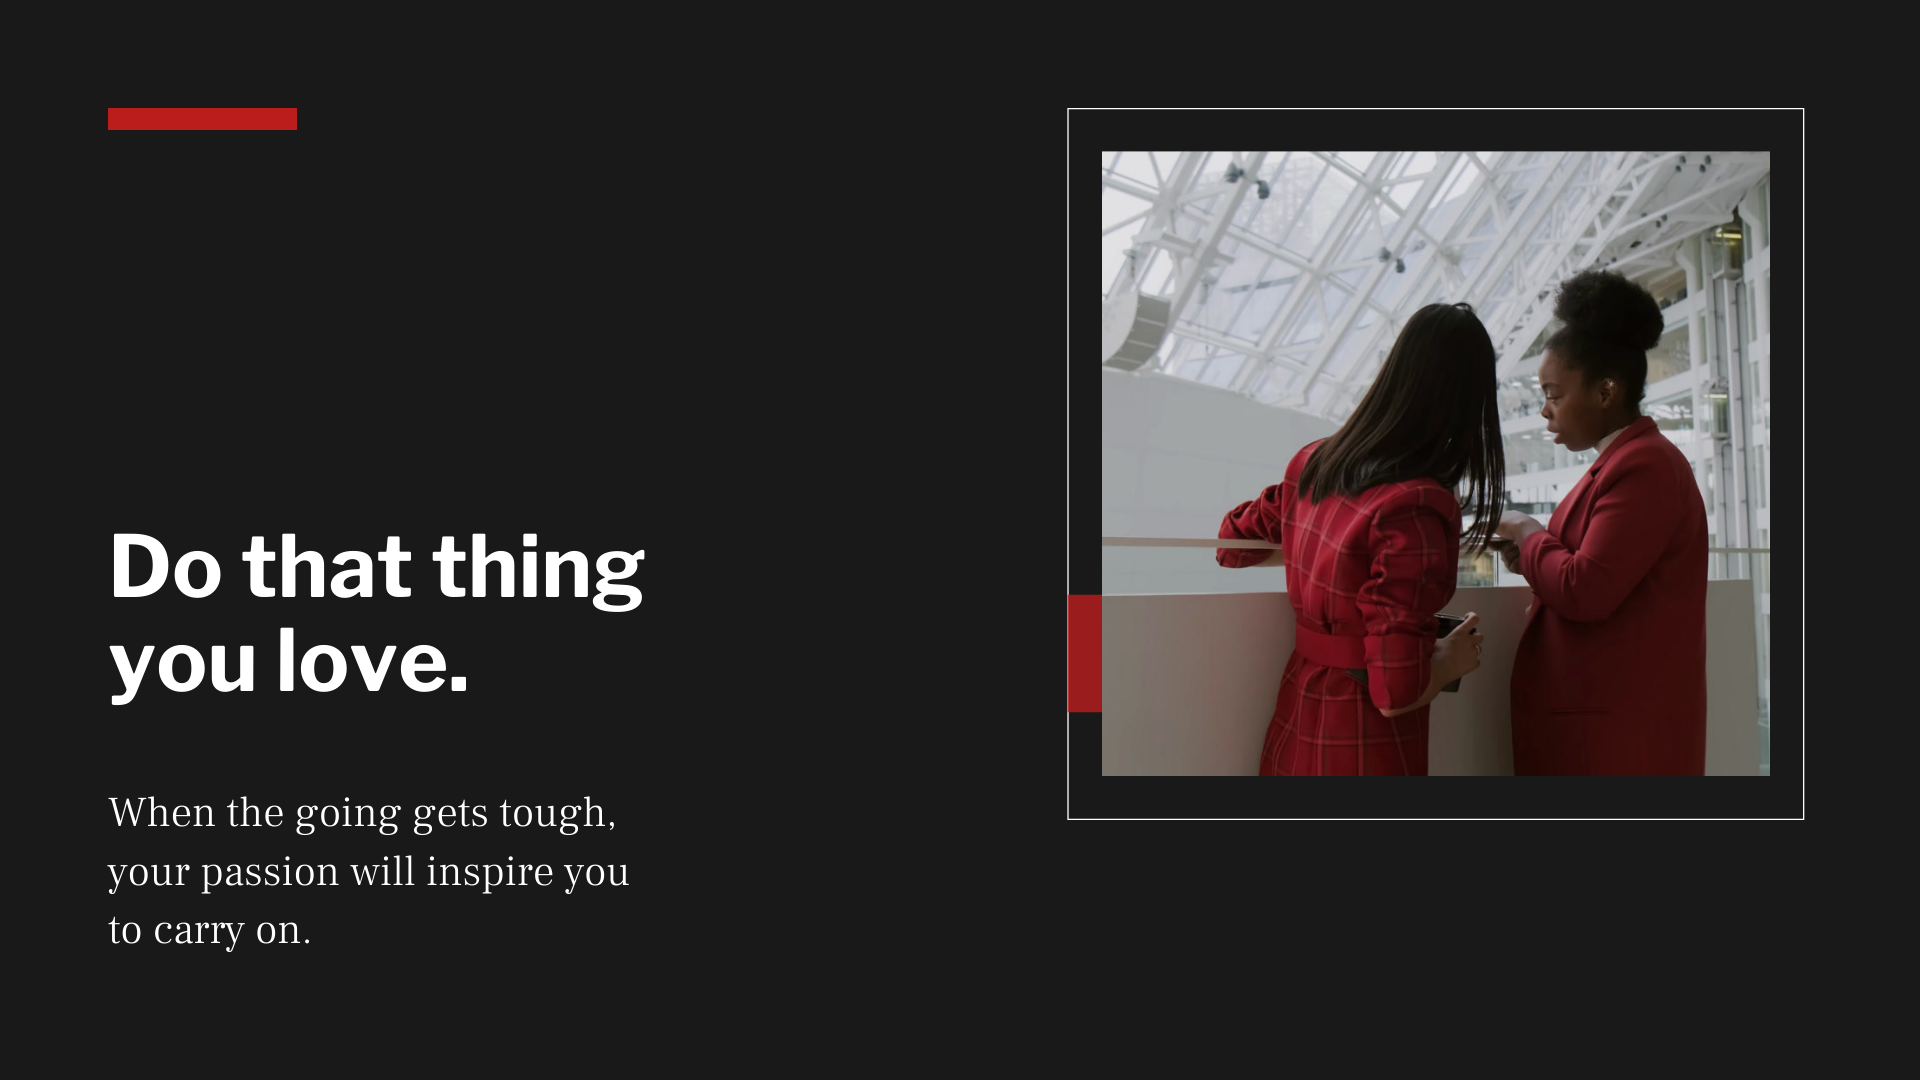 Do that thing
you love.
When the going gets tough,
your passion will inspire you
to carry on.